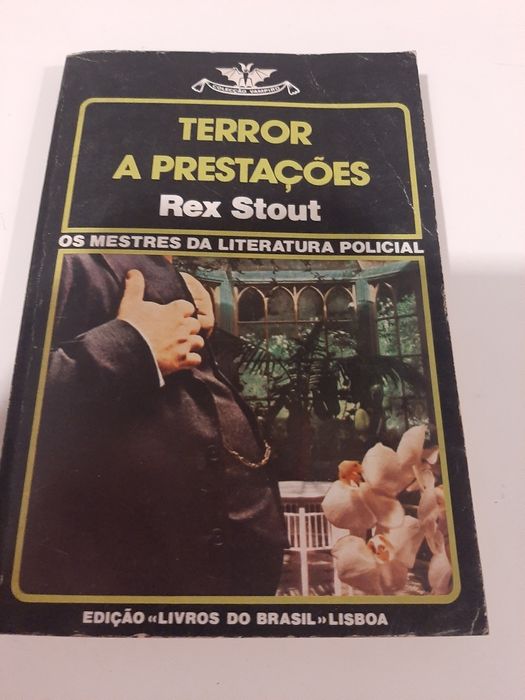 COLECÇÃO VAMPIRO
TERROR
A PRESTAÇÕES
Rex Stout
OS MESTRES DA LITERATURA POLICIAL
EDIÇÃO «LIVROS DO BRASIL» LISBOA